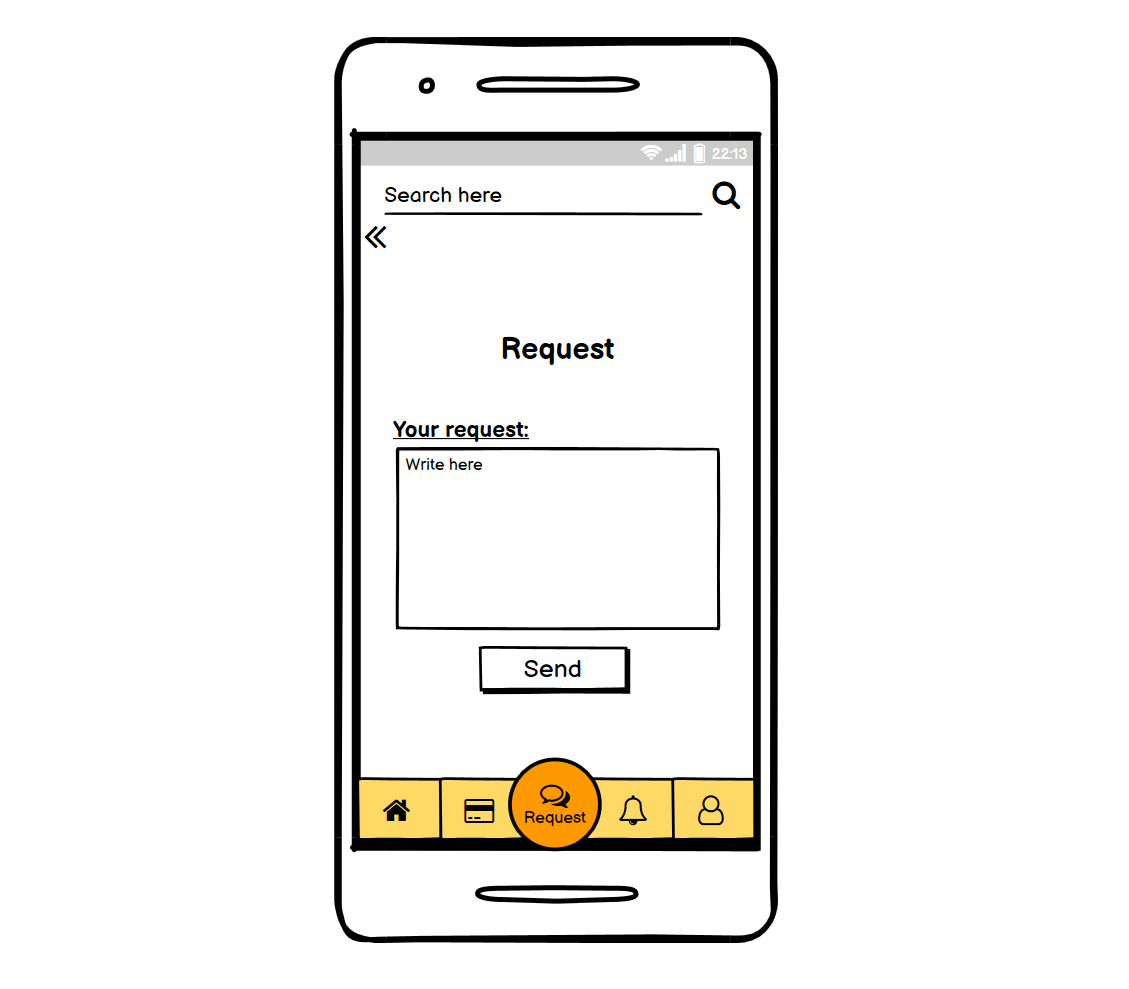 22:13
Search here
Request
Your request:
Write here
Send
Request